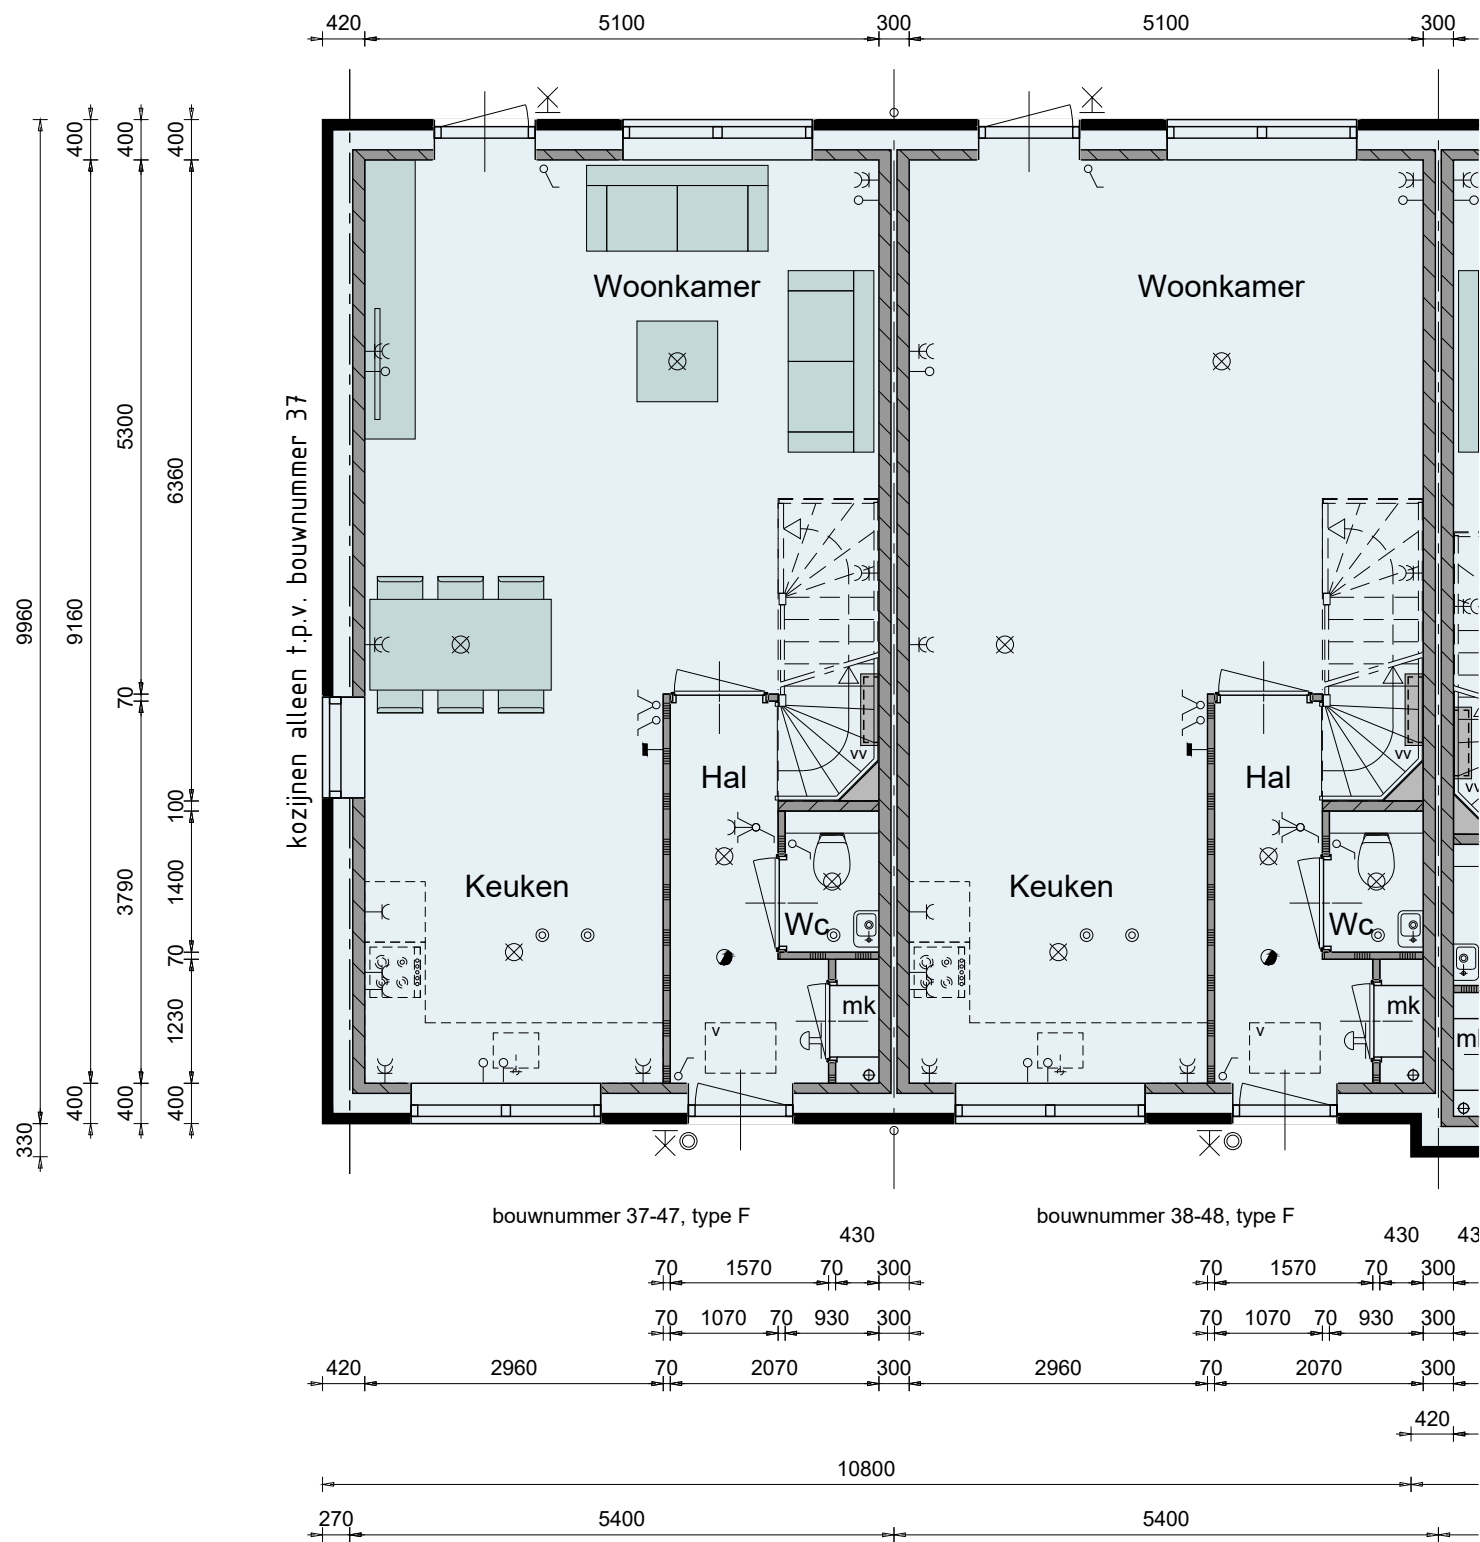 420 5100 300 5100 300
400 400 400
Woonkamer Woonkamer
kozijnen alleen t.p.v. bouwnummer 37
5300
6360
9960
9160
70
vv vv vv
Hal Hal
100
1400
3790
Keuken Keuken
Wc Wc
70
mk mk
1230
v v
400 400 400
330
bouwnummer 37-47, type F bouwnummer 38-48, type F
430 430
70 1570 70 300 70 1570 70 300
70 1070 70 930 300 70 1070 70 930 300
420 2960 70 2070 300 2960 70 2070 300
420
10800
270 5400 5400